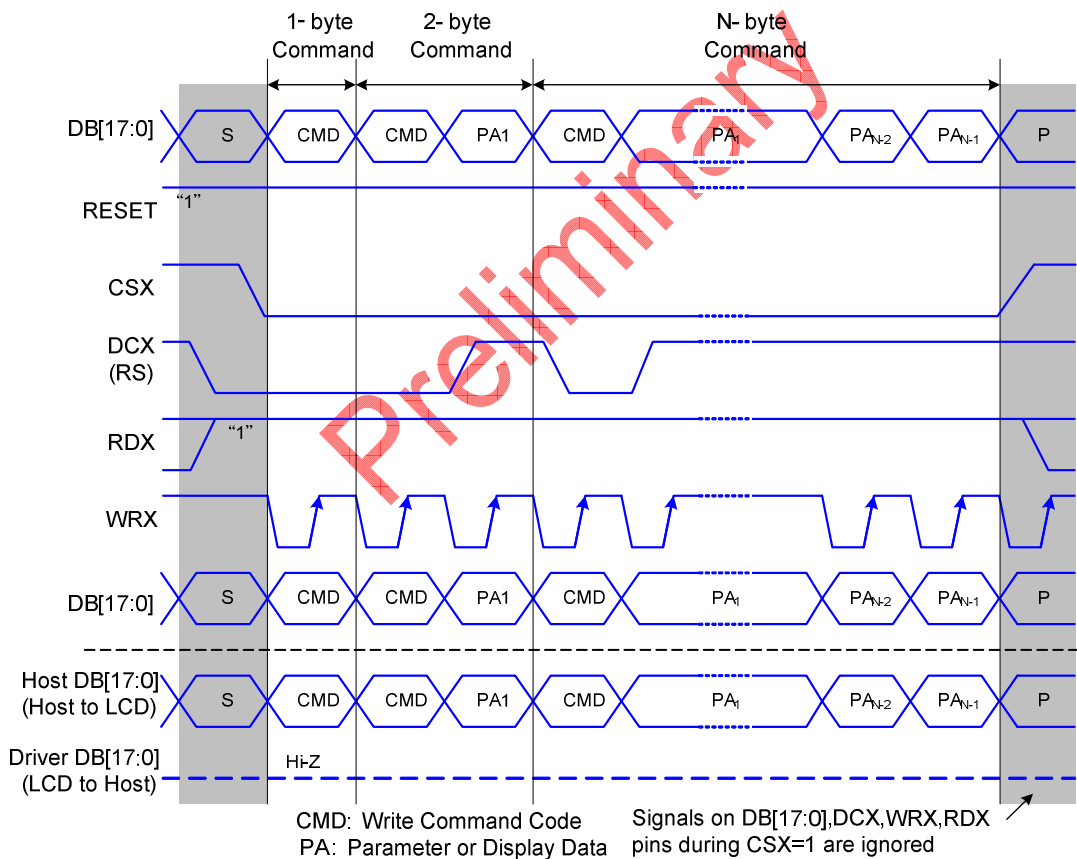 1- byte Command
2- byte Command
N- byte Command
DB[17:0]
S
CMD
CMD
PA1
CMD
PA1
PAN-2
PAN-1
P
RESET
“1”
CSX
DCX
(RS)
RDX
“1”
WRX
DB[17:0]
S
CMD
CMD
PA1
CMD
PA1
PAN-2
PAN-1
P
Host DB[17:0]
(Host to LCD)
S
CMD
CMD
PA1
CMD
PA1
PAN-2
PAN-1
P
Driver DB[17:0]
(LCD to Host)
Hi-Z
CMD: Write Command Code
PA: Parameter or Display Data
Signals on DB[17:0],DCX,WRX,RDX
pins during CSX=1 are ignored
Preliminary